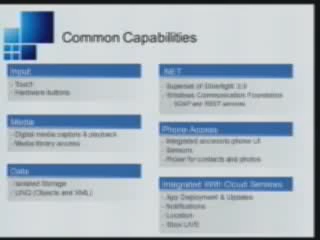 Common Capabilities
Input
- Touch
- Hardware buttons
Media
- Digital media capture & playback
- Media library access
Data
- Isolated Storage
- LINQ (Objects and XML)
.NET
- Superset of Silverlight 3.0
- Windows Communication Foundation
- SOAP and REST services
Phone Access
- Integrated access to phone UI
- Sensors
- Picker for contacts and photos
Integrated With Cloud Services
- App Deployment & Updates
- Notifications
- Location
- Xbox LIVE